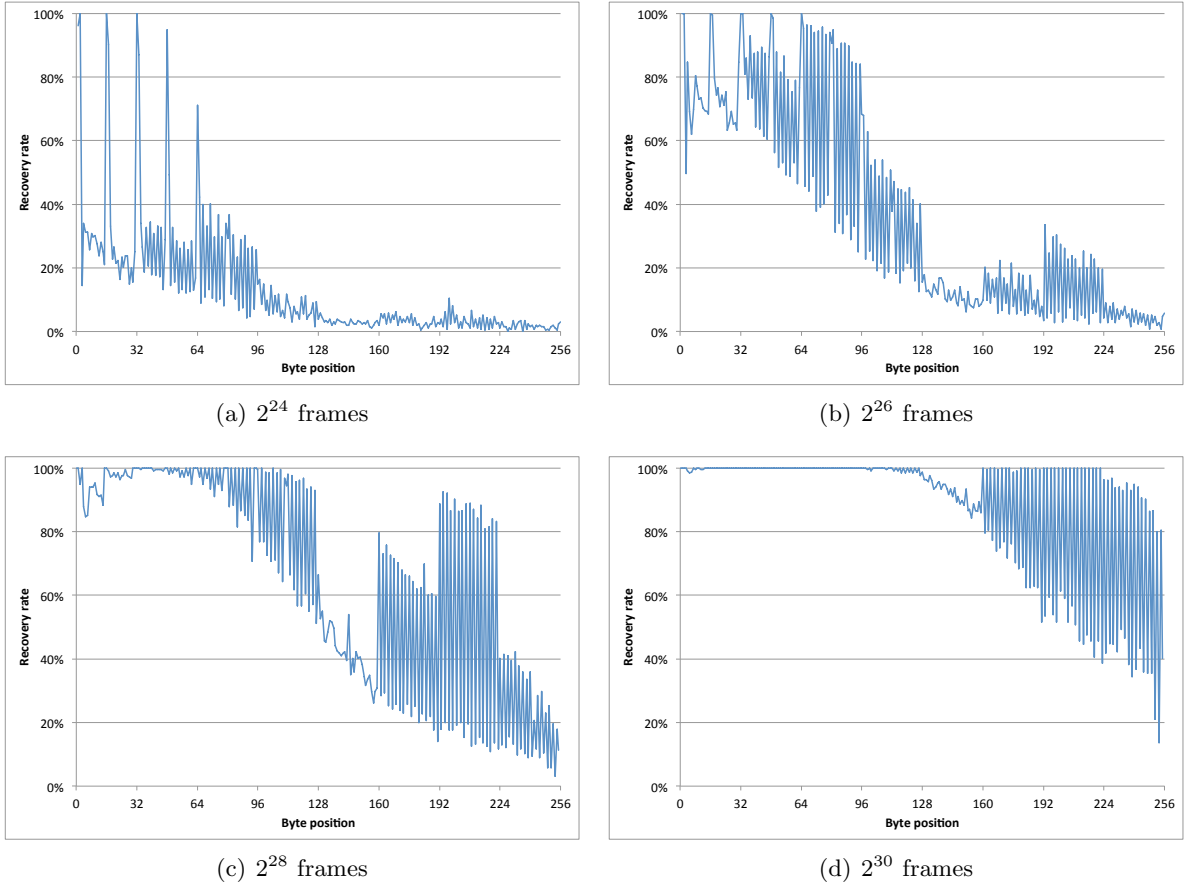 100%
80%
60%
40%
20%
0%
Recovery rate
0 32 64 96 128 160 192 224 256
Byte position
(a) 2^24 frames
100%
80%
60%
40%
20%
0%
Recovery rate
0 32 64 96 128 160 192 224 256
Byte position
(b) 2^26 frames
100%
80%
60%
40%
20%
0%
Recovery rate
0 32 64 96 128 160 192 224 256
Byte position
(c) 2^28 frames
100%
80%
60%
40%
20%
0%
Recovery rate
0 32 64 96 128 160 192 224 256
Byte position
(d) 2^30 frames